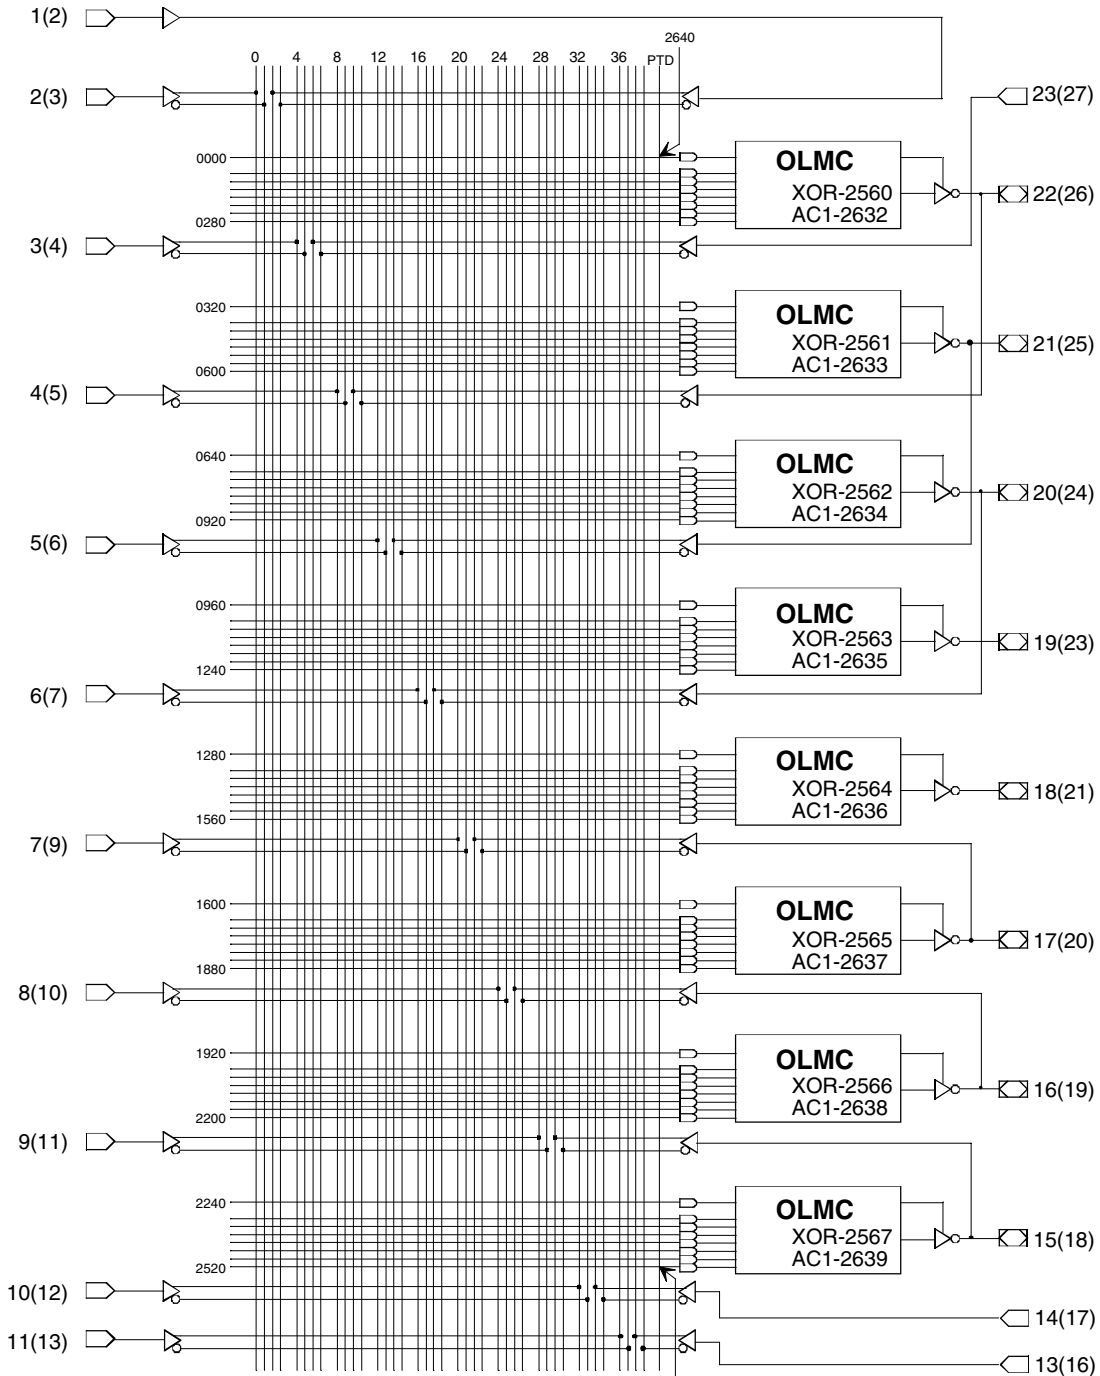 1(2)
2640
0 4 8 12 16 20 24 28 32 36 PTD
2(3)
23(27)
0000
OLMC
XOR-2560
AC1-2632
22(26)
0280
3(4)
0320
OLMC
XOR-2561
AC1-2633
21(25)
0600
4(5)
0640
OLMC
XOR-2562
AC1-2634
20(24)
0920
5(6)
0960
OLMC
XOR-2563
AC1-2635
19(23)
1240
6(7)
1280
OLMC
XOR-2564
AC1-2636
18(21)
1560
7(9)
1600
OLMC
XOR-2565
AC1-2637
17(20)
1880
8(10)
1920
OLMC
XOR-2566
AC1-2638
16(19)
2200
9(11)
2240
OLMC
XOR-2567
AC1-2639
15(18)
2520
10(12)
14(17)
11(13)
13(16)